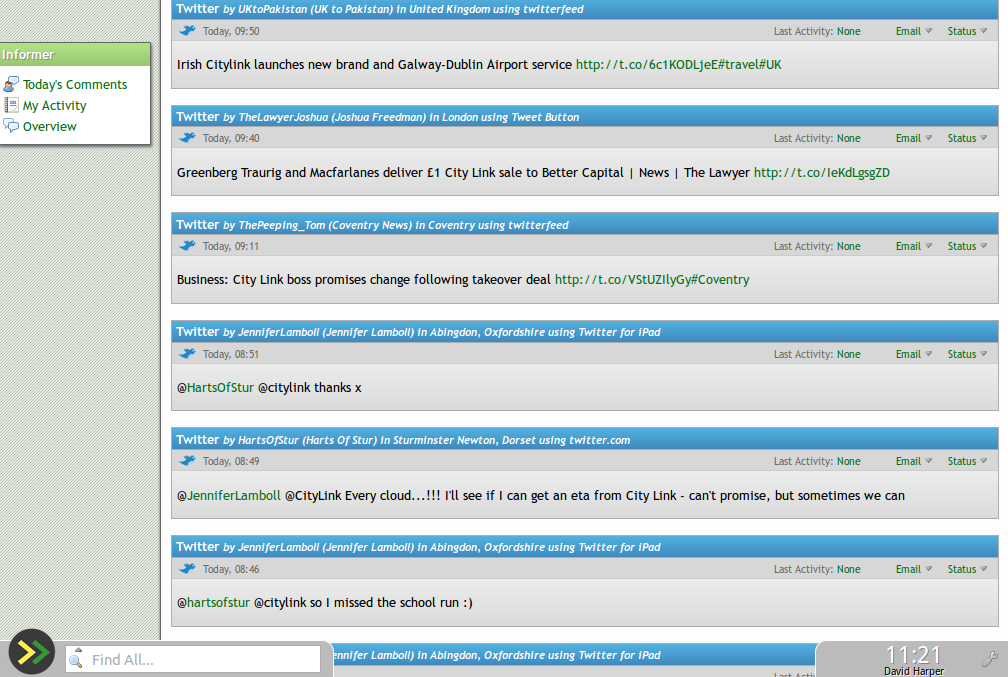 Informer
Today's Comments
My Activity
Overview
Twitter by UKtoPakistan (UK to Pakistan) in United Kingdom using twitterfeed
Today, 09:50 Last Activity: None Email Status
Irish Citylink launches new brand and Galway-Dublin Airport service http://t.co/6c1KODLjeE#travel#UK
Twitter by TheLawyerJoshua (Joshua Freedman) in London using Tweet Button
Today, 09:40 Last Activity: None Email Status
Greenberg Traurig and Macfarlanes deliver £1 City Link sale to Better Capital | News | The Lawyer http://t.co/IeKdLgsgZD
Twitter by ThePeeping_Tom (Coventry News) in Coventry using twitterfeed
Today, 09:11 Last Activity: None Email Status
Business: City Link boss promises change following takeover deal http://t.co/VStUZIlyGy#Coventry
Twitter by JenniferLamboll (Jennifer Lamboll) in Abingdon, Oxfordshire using Twitter for iPad
Today, 08:51 Last Activity: None Email Status
@HartsOfStur @citylink thanks x
Twitter by HartsOfStur (Harts Of Stur) in Sturminster Newton, Dorset using twitter.com
Today, 08:49 Last Activity: None Email Status
@JenniferLamboll @CityLink Every cloud...!!! I'll see if I can get an eta from City Link - can't promise, but sometimes we can
Twitter by JenniferLamboll (Jennifer Lamboll) in Abingdon, Oxfordshire using Twitter for iPad
Today, 08:46 Last Activity: None Email Status
@hartsofstur @citylink so I missed the school run :)
Lamboll) in Abingdon, Oxfordshire using Twitter for iPad
Find All...
11:21
David Harper